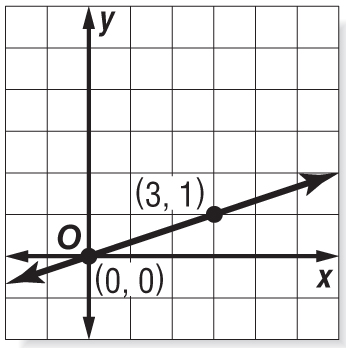 y
(3, 1)
O
(0, 0)
x